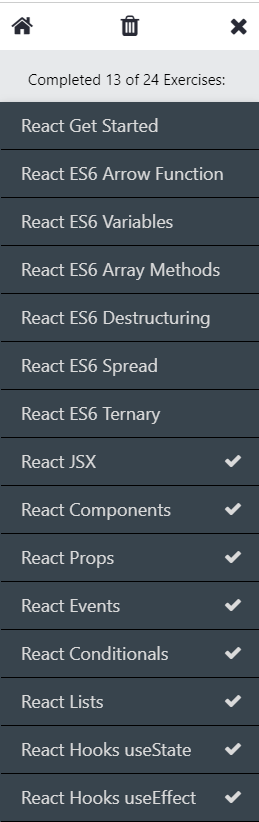 Completed 13 of 24 Exercises:
React Get Started
React ES6 Arrow Function
React ES6 Variables
React ES6 Array Methods
React ES6 Destructuring
React ES6 Spread
React ES6 Ternary
React JSX
React Components
React Props
React Events
React Conditionals
React Lists
React Hooks useState
React Hooks useEffect